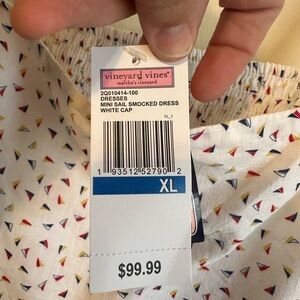 vineyard vines®
martha's vineyard
2Q010414-100
DRESSES
MINI SAIL SMOCKED DRESS
WHITE CAP
FL_1
1 93512 52790 2
XL
$99.99